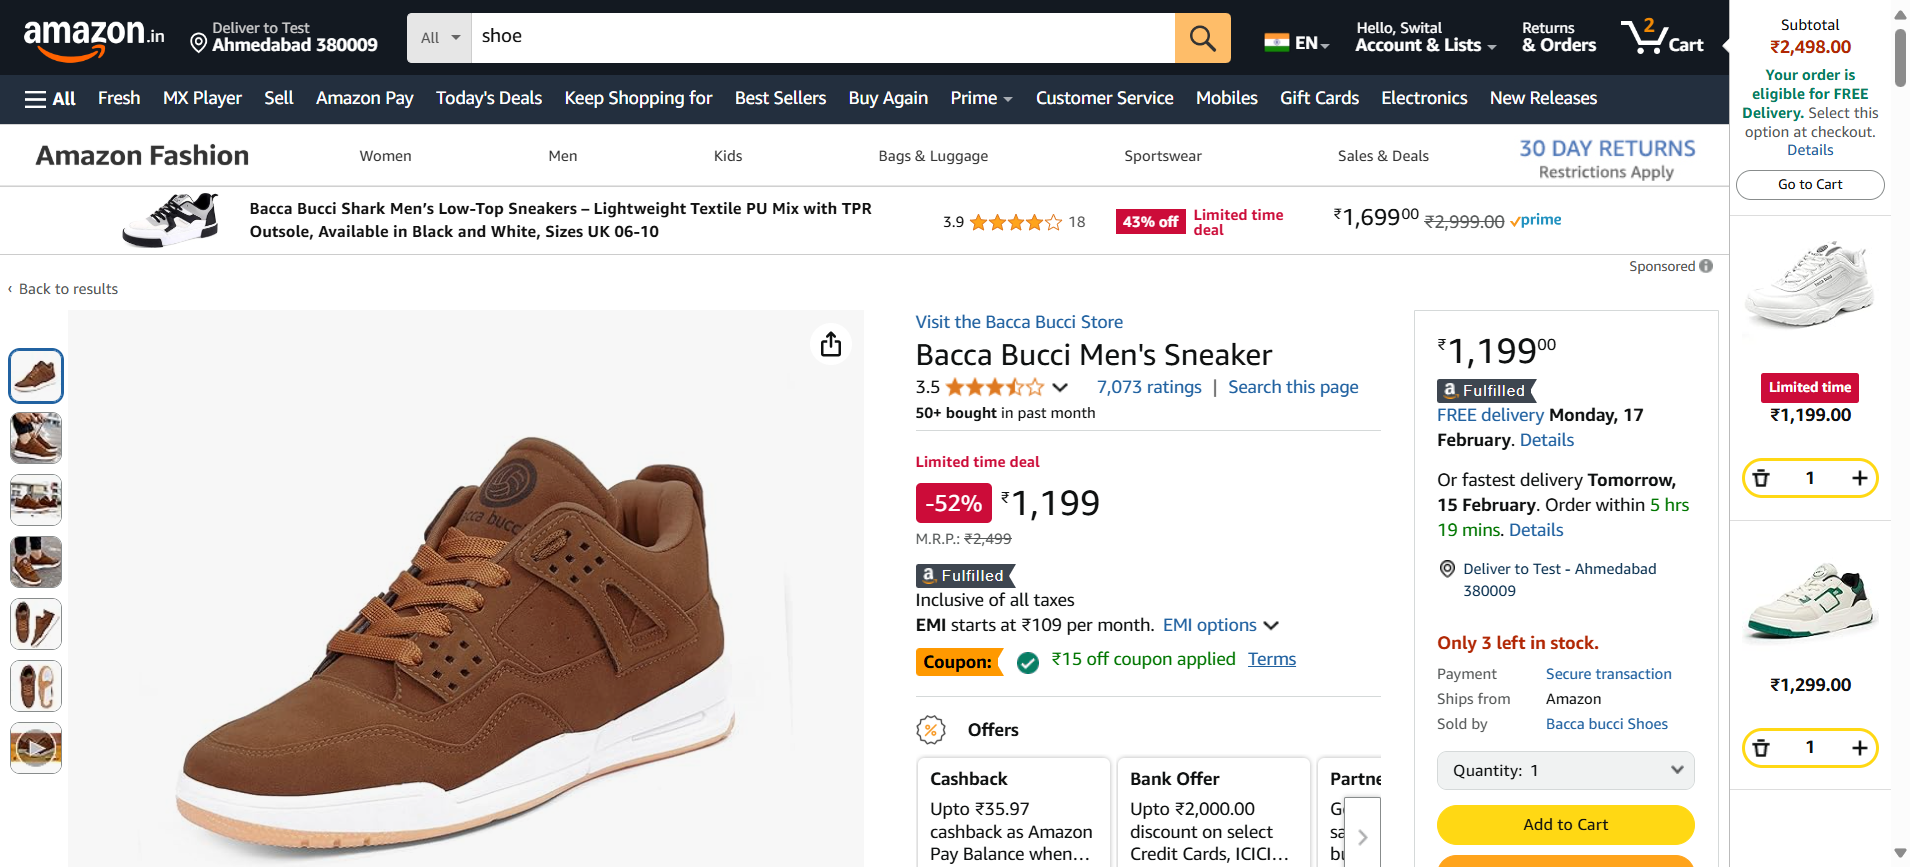 amazon.in
Deliver to Test
Ahmedabad 380009
All
shoe
EN
Hello, Swital
Account & Lists
Returns
& Orders
2
Cart
All
Fresh
MX Player
Sell
Amazon Pay
Today's Deals
Keep Shopping for
Best Sellers
Buy Again
Prime
Customer Service
Mobiles
Gift Cards
Electronics
New Releases
Amazon Fashion
Women
Men
Kids
Bags & Luggage
Sportswear
Sales & Deals
30 DAY RETURNS
Restrictions Apply
Bacca Bucci Shark Men's Low-Top Sneakers – Lightweight Textile PU Mix with TPR
Outsole, Available in Black and White, Sizes UK 06-10
3.9
18
43% off
Limited time
deal
₹1,69900
₹2,999.00
prime
Sponsored
‹ Back to results
bacca bucci
Visit the Bacca Bucci Store
Bacca Bucci Men's Sneaker
3.5
7,073 ratings | Search this page
50+ bought in past month
Limited time deal
-52% ₹1,199
M.R.P.: ₹2,499
a Fulfilled
Inclusive of all taxes
EMI starts at ₹109 per month. EMI options
Coupon: ₹15 off coupon applied Terms
% Offers
Cashback
Upto ₹35.97
cashback as Amazon
Pay Balance when…
Bank Offer
Upto ₹2,000.00
discount on select
Credit Cards, ICICI…
Partne
G
sa
bu
₹1,19900
a Fulfilled
FREE delivery Monday, 17
February. Details
Or fastest delivery Tomorrow,
15 February. Order within 5 hrs
19 mins. Details
Deliver to Test - Ahmedabad
380009
Only 3 left in stock.
Payment Secure transaction
Ships from Amazon
Sold by Bacca bucci Shoes
Quantity: 1
Add to Cart
Subtotal
₹2,498.00
Your order is
eligible for FREE
Delivery. Select this
option at checkout.
Details
Go to Cart
Limited time
₹1,199.00
1
₹1,299.00
1